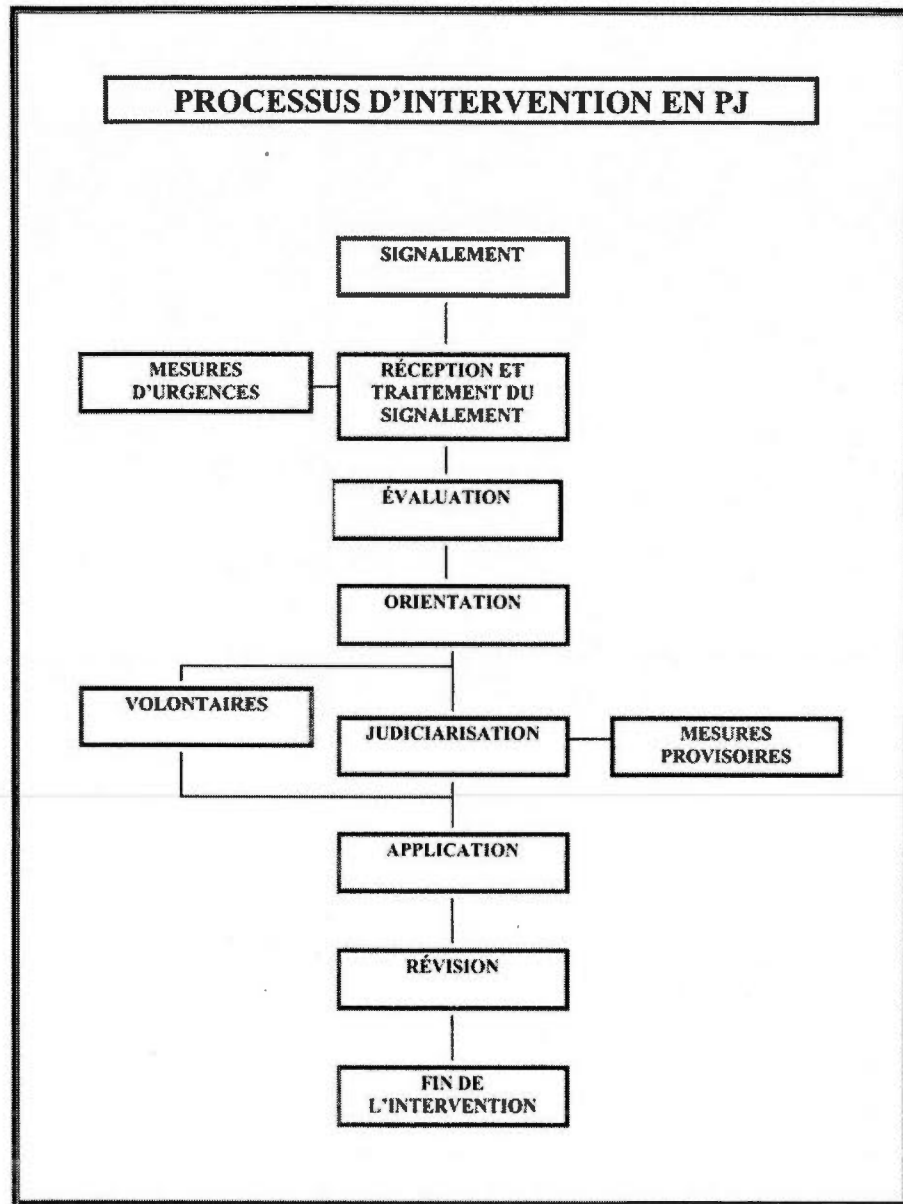 PROCESSUS D'INTERVENTION EN PJ
SIGNALEMENT
MESURES
D'URGENCES
RÉCEPTION ET
TRAITEMENT DU
SIGNALEMENT
ÉVALUATION
ORIENTATION
VOLONTAIRES
JUDICIARISATION
MESURES
PROVISOIRES
APPLICATION
RÉVISION
FIN DE
L'INTERVENTION